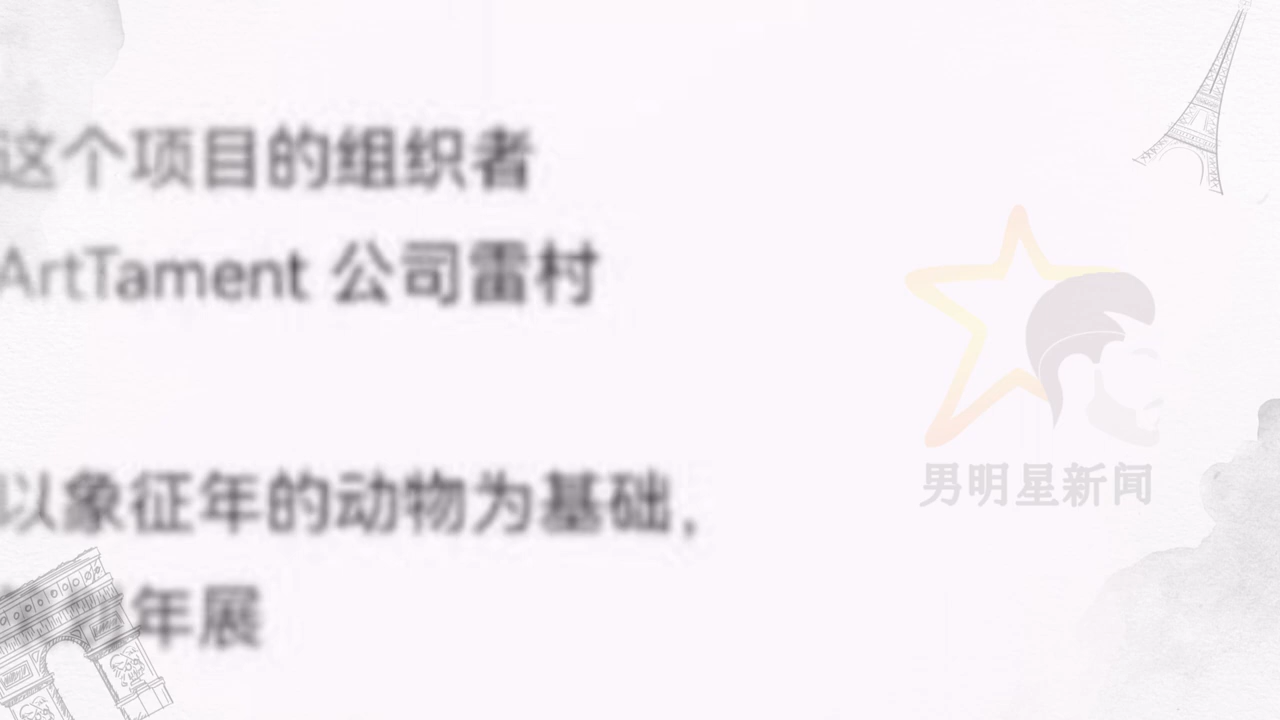 这个项目的组织者
ArtTament 公司雷村
以象征年的动物为基础，
年展
男明星新闻